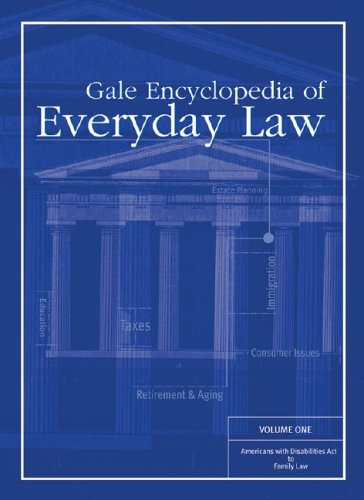 Gale Encyclopedia of
Everyday Law
Estate Planning
Immigration
Education
Taxes
Consumer Issues
Retirement & Aging
VOLUME ONE
Americans with Disabilities Act
to
Family Law